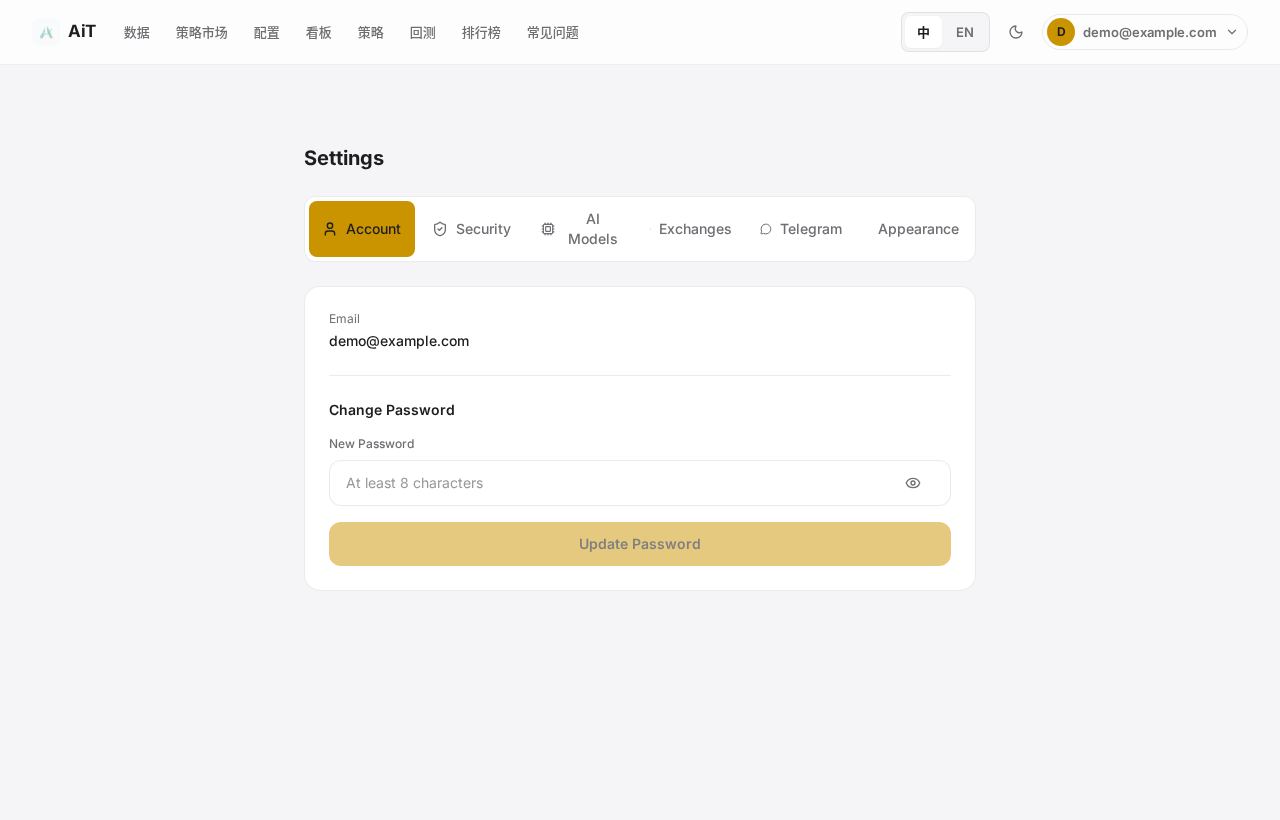 AiT 数据 策略市场 配置 看板 策略 回测 排行榜 常见问题 中 EN D demo@example.com
Settings
Account Security AI Models Exchanges Telegram Appearance
Email
demo@example.com
Change Password
New Password
At least 8 characters
Update Password